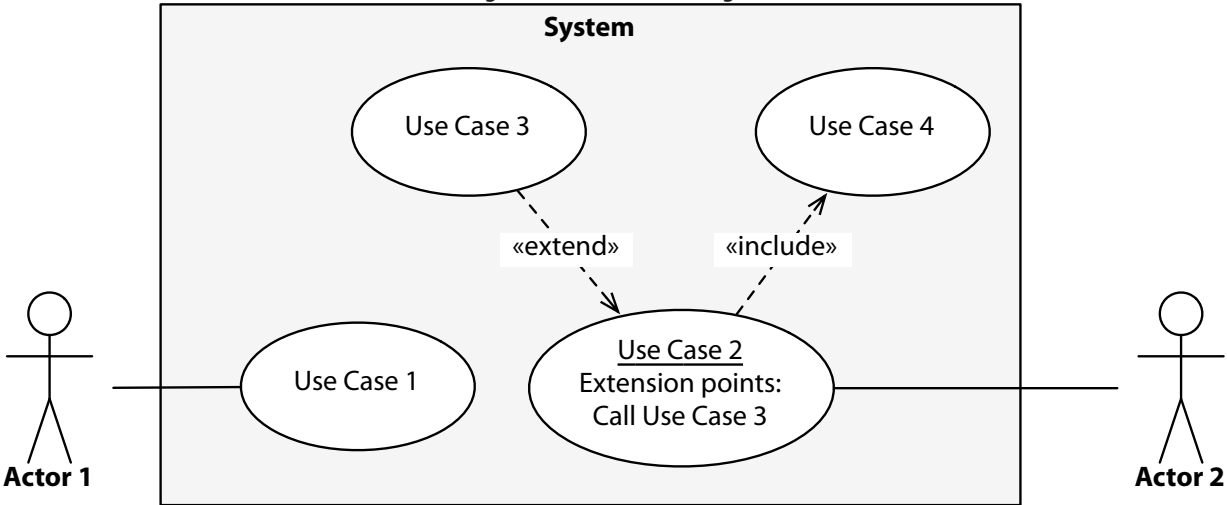 System
Use Case 3
Use Case 4
«extend»
«include»
Use Case 1
Use Case 2
Extension points:
Call Use Case 3
Actor 1
Actor 2